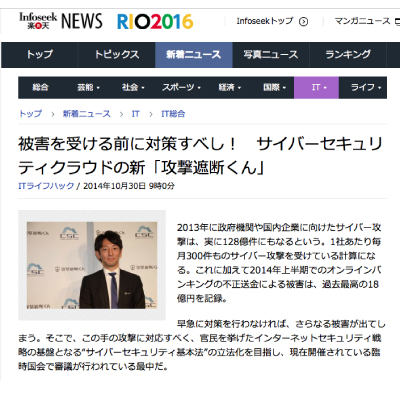 Infoseek NEWS RIO2016 Infoseekトップ マンガニュース
楽天
トップ トピックス 新着ニュース 写真ニュース ランキング
総合 芸能 社会 スポーツ 経済 国際 IT ライフ
トップ › 新着ニュース › IT › IT総合
被害を受ける前に対策すべし！　サイバーセキュリ
ティクラウドの新「攻撃遮断くん」
ITライフハック / 2014年10月30日 9時0分
CSC
2013年に政府機関や国内企業に向けたサイバー攻
撃は、実に128億件にもなるという。1社あたり毎
月300件ものサイバー攻撃を受けている計算にな
る。これに加えて2014年上半期でのオンラインバ
ンキングの不正送金による被害は、過去最高の18
億円を記録。
早急に対策を行わなければ、さらなる被害が出てし
まう。そこで、この手の攻撃に対応すべく、官民を挙げたインターネットセキュリティ戦
略の基盤となる“サイバーセキュリティ基本法”の立法化を目指し、現在開催されている臨
時国会で審議が行われている最中だ。